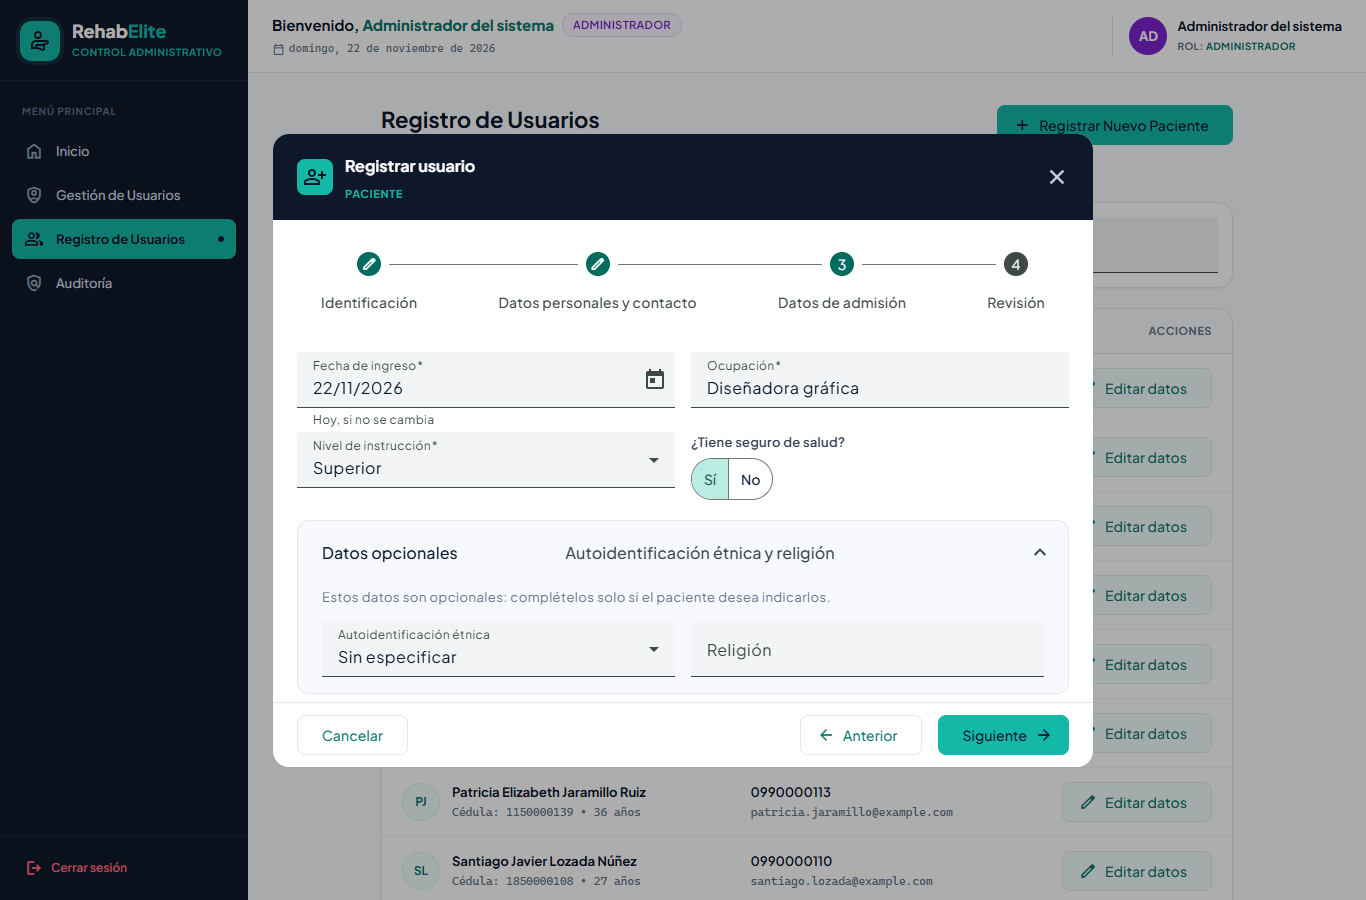 RehabElite
CONTROL ADMINISTRATIVO
MENÚ PRINCIPAL
Inicio
Gestión de Usuarios
Registro de Usuarios
Auditoría
Cerrar sesión
Bienvenido, Administrador del sistema ADMINISTRADOR
domingo, 22 de noviembre de 2026
AD
Administrador del sistema
ROL: ADMINISTRADOR
Registro de Usuarios
Registrar Nuevo Paciente
Registrar usuario
PACIENTE
3 4
Identificación Datos personales y contacto Datos de admisión Revisión
Fecha de ingreso*
22/11/2026
Hoy, si no se cambia
Ocupación*
Diseñadora gráfica
Nivel de instrucción*
Superior
¿Tiene seguro de salud?
Sí No
Datos opcionales Autoidentificación étnica y religión
Estos datos son opcionales: complételos solo si el paciente desea indicarlos.
Autoidentificación étnica
Sin especificar
Religión
Cancelar Anterior Siguiente
ACCIONES
Editar datos
Editar datos
Editar datos
Editar datos
Editar datos
Editar datos
PJ
Patricia Elizabeth Jaramillo Ruiz
Cédula: 1150000139 • 36 años
0990000113
patricia.jaramillo@example.com
Editar datos
SL
Santiago Javier Lozada Núñez
Cédula: 1850000108 • 27 años
0990000110
santiago.lozada@example.com
Editar datos